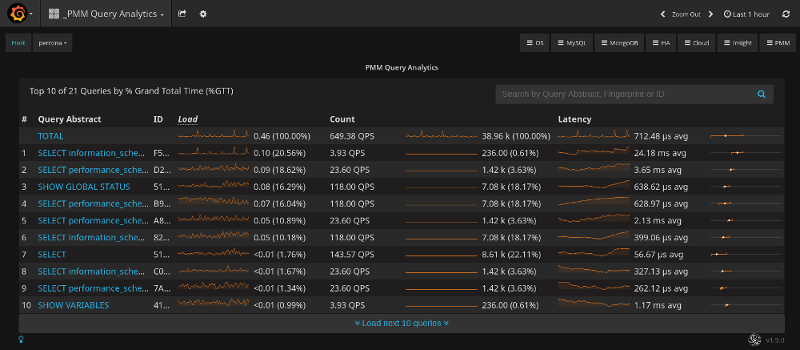 _PMM Query Analytics
Zoom Out
Last 1 hour
Host percona
OS MySQL MongoDB HA Cloud Insight PMM
PMM Query Analytics
Top 10 of 21 Queries by % Grand Total Time (%GTT)
Search by Query Abstract, Fingerprint or ID
# Query Abstract ID Load Count Latency
TOTAL 0.46 (100.00%) 649.38 QPS 38.96 k (100.00%) 712.48 µs avg
1 SELECT information_sche... F5... 0.10 (20.56%) 3.93 QPS 236.00 (0.61%) 24.18 ms avg
2 SELECT performance_sche... D2... 0.09 (18.62%) 23.60 QPS 1.42 k (3.63%) 3.65 ms avg
3 SHOW GLOBAL STATUS 51... 0.08 (16.29%) 118.00 QPS 7.08 k (18.17%) 638.62 µs avg
4 SELECT performance_sche... B9... 0.07 (16.04%) 118.00 QPS 7.08 k (18.17%) 628.97 µs avg
5 SELECT performance_sche... A8... 0.05 (10.89%) 23.60 QPS 1.42 k (3.63%) 2.13 ms avg
6 SELECT information_sche... 82... 0.05 (10.18%) 118.00 QPS 7.08 k (18.17%) 399.06 µs avg
7 SELECT 51... <0.01 (1.76%) 143.57 QPS 8.61 k (22.11%) 56.67 µs avg
8 SELECT information_sche... C0... <0.01 (1.67%) 23.60 QPS 1.42 k (3.63%) 327.13 µs avg
9 SELECT performance_sche... 7A... <0.01 (1.34%) 23.60 QPS 1.42 k (3.63%) 262.12 µs avg
10 SHOW VARIABLES 41... <0.01 (0.99%) 3.93 QPS 236.00 (0.61%) 1.17 ms avg
Load next 10 queries
v1.9.0